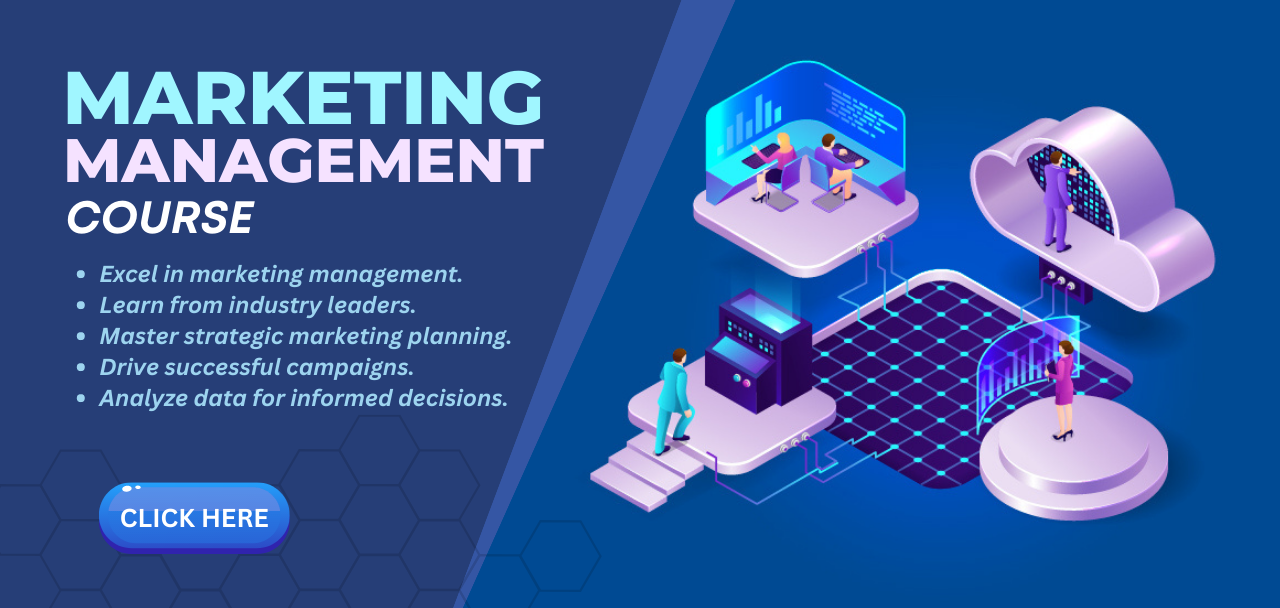 MARKETING
MANAGEMENT
COURSE
• Excel in marketing management.
• Learn from industry leaders.
• Master strategic marketing planning.
• Drive successful campaigns.
• Analyze data for informed decisions.
CLICK HERE